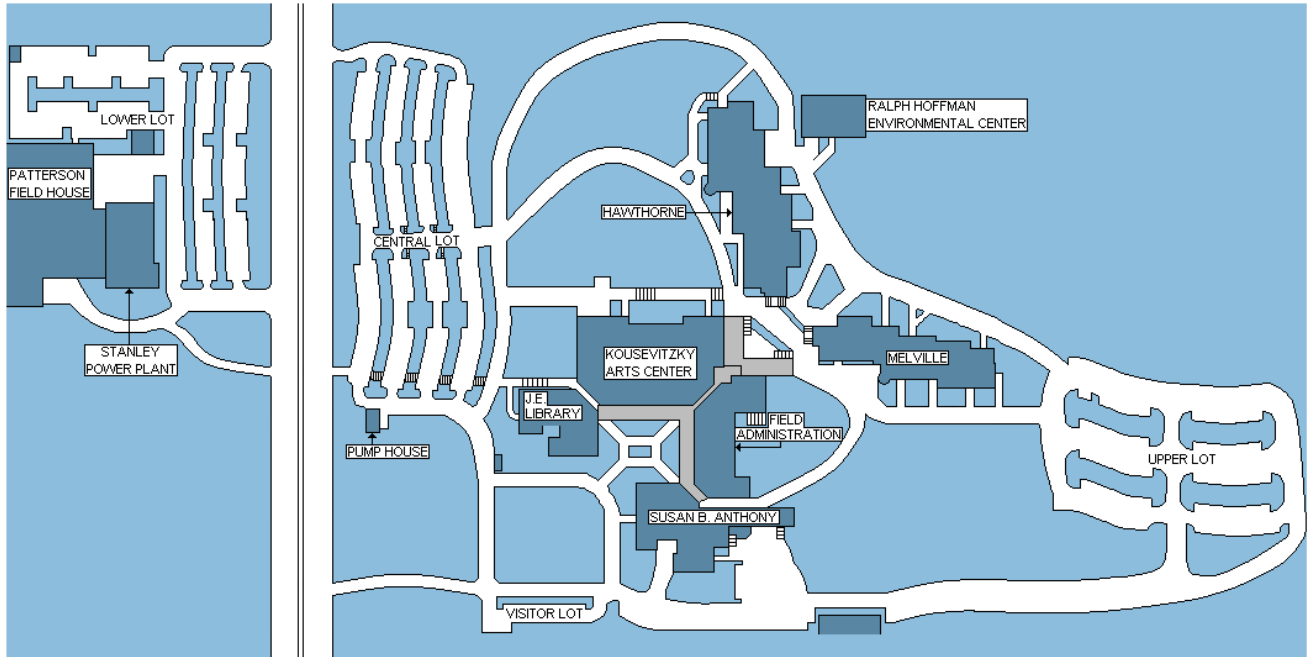 LOWER LOT
PATTERSON
FIELD HOUSE
STANLEY
POWER PLANT
CENTRAL LOT
PUMP HOUSE
J.E.
LIBRARY
HAWTHORNE
RALPH HOFFMAN
ENVIRONMENTAL CENTER
KOUSEVITZKY
ARTS CENTER
MELVILLE
FIELD
ADMINISTRATION
UPPER LOT
SUSAN B. ANTHONY
VISITOR LOT